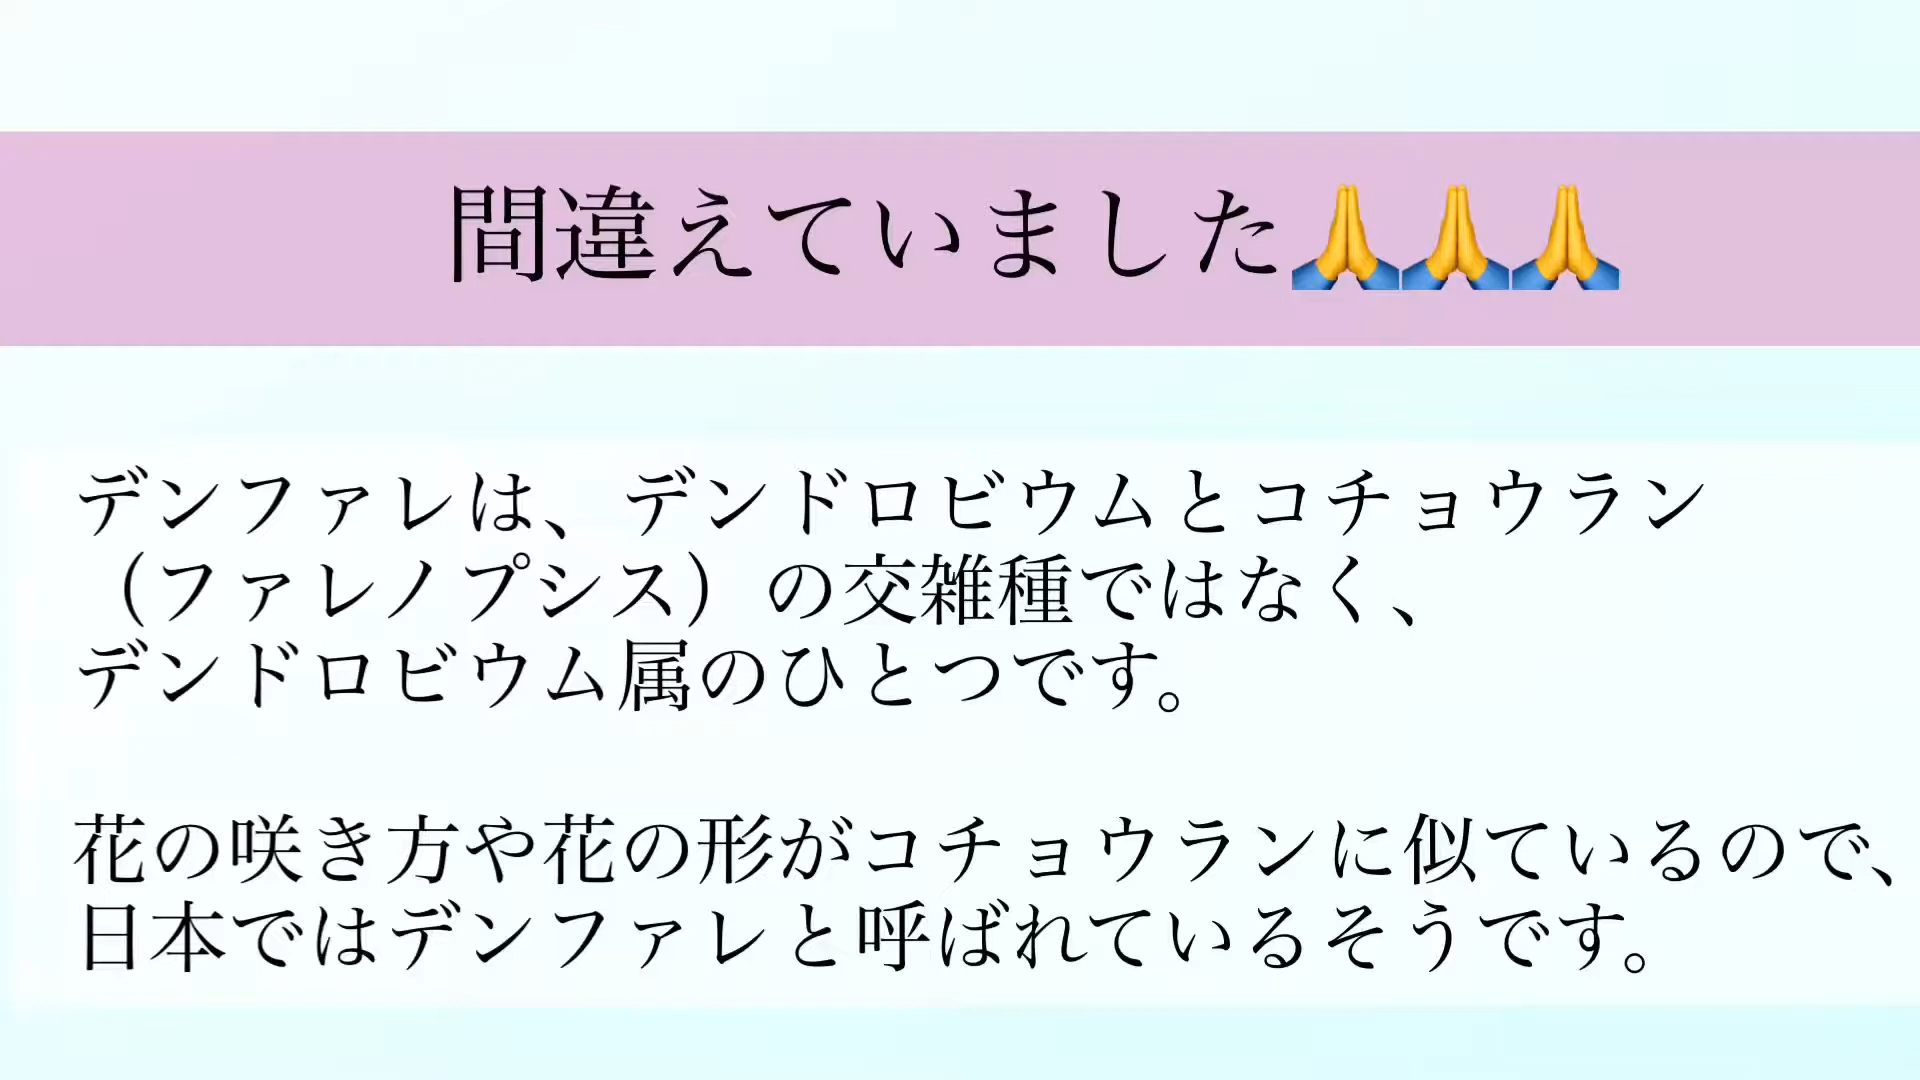 間違えていました🙏🙏🙏
デンファレは、デンドロビウムとコチョウラン
（ファレノプシス）の交雑種ではなく、
デンドロビウム属のひとつです。
花の咲き方や花の形がコチョウランに似ているので、
日本ではデンファレと呼ばれているそうです。